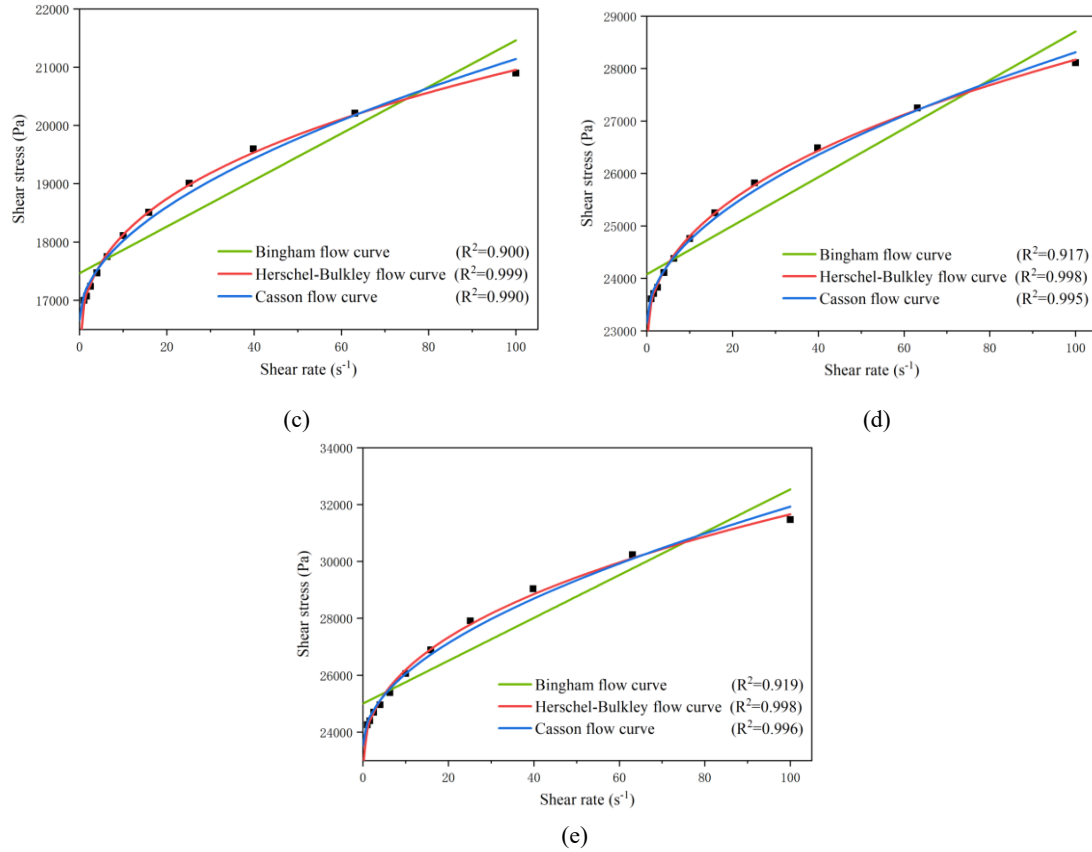 22000
21000
20000
19000
18000
17000
Shear stress (Pa)
Bingham flow curve (R²=0.900)
Herschel-Bulkley flow curve (R²=0.999)
Casson flow curve (R²=0.990)
0 20 40 60 80 100
Shear rate (s⁻¹)
(c)
29000
28000
27000
26000
25000
24000
23000
Shear stress (Pa)
Bingham flow curve (R²=0.917)
Herschel-Bulkley flow curve (R²=0.998)
Casson flow curve (R²=0.995)
0 20 40 60 80 100
Shear rate (s⁻¹)
(d)
34000
32000
30000
28000
26000
24000
Shear stress (Pa)
Bingham flow curve (R²=0.919)
Herschel-Bulkley flow curve (R²=0.998)
Casson flow curve (R²=0.996)
0 20 40 60 80 100
Shear rate (s⁻¹)
(e)